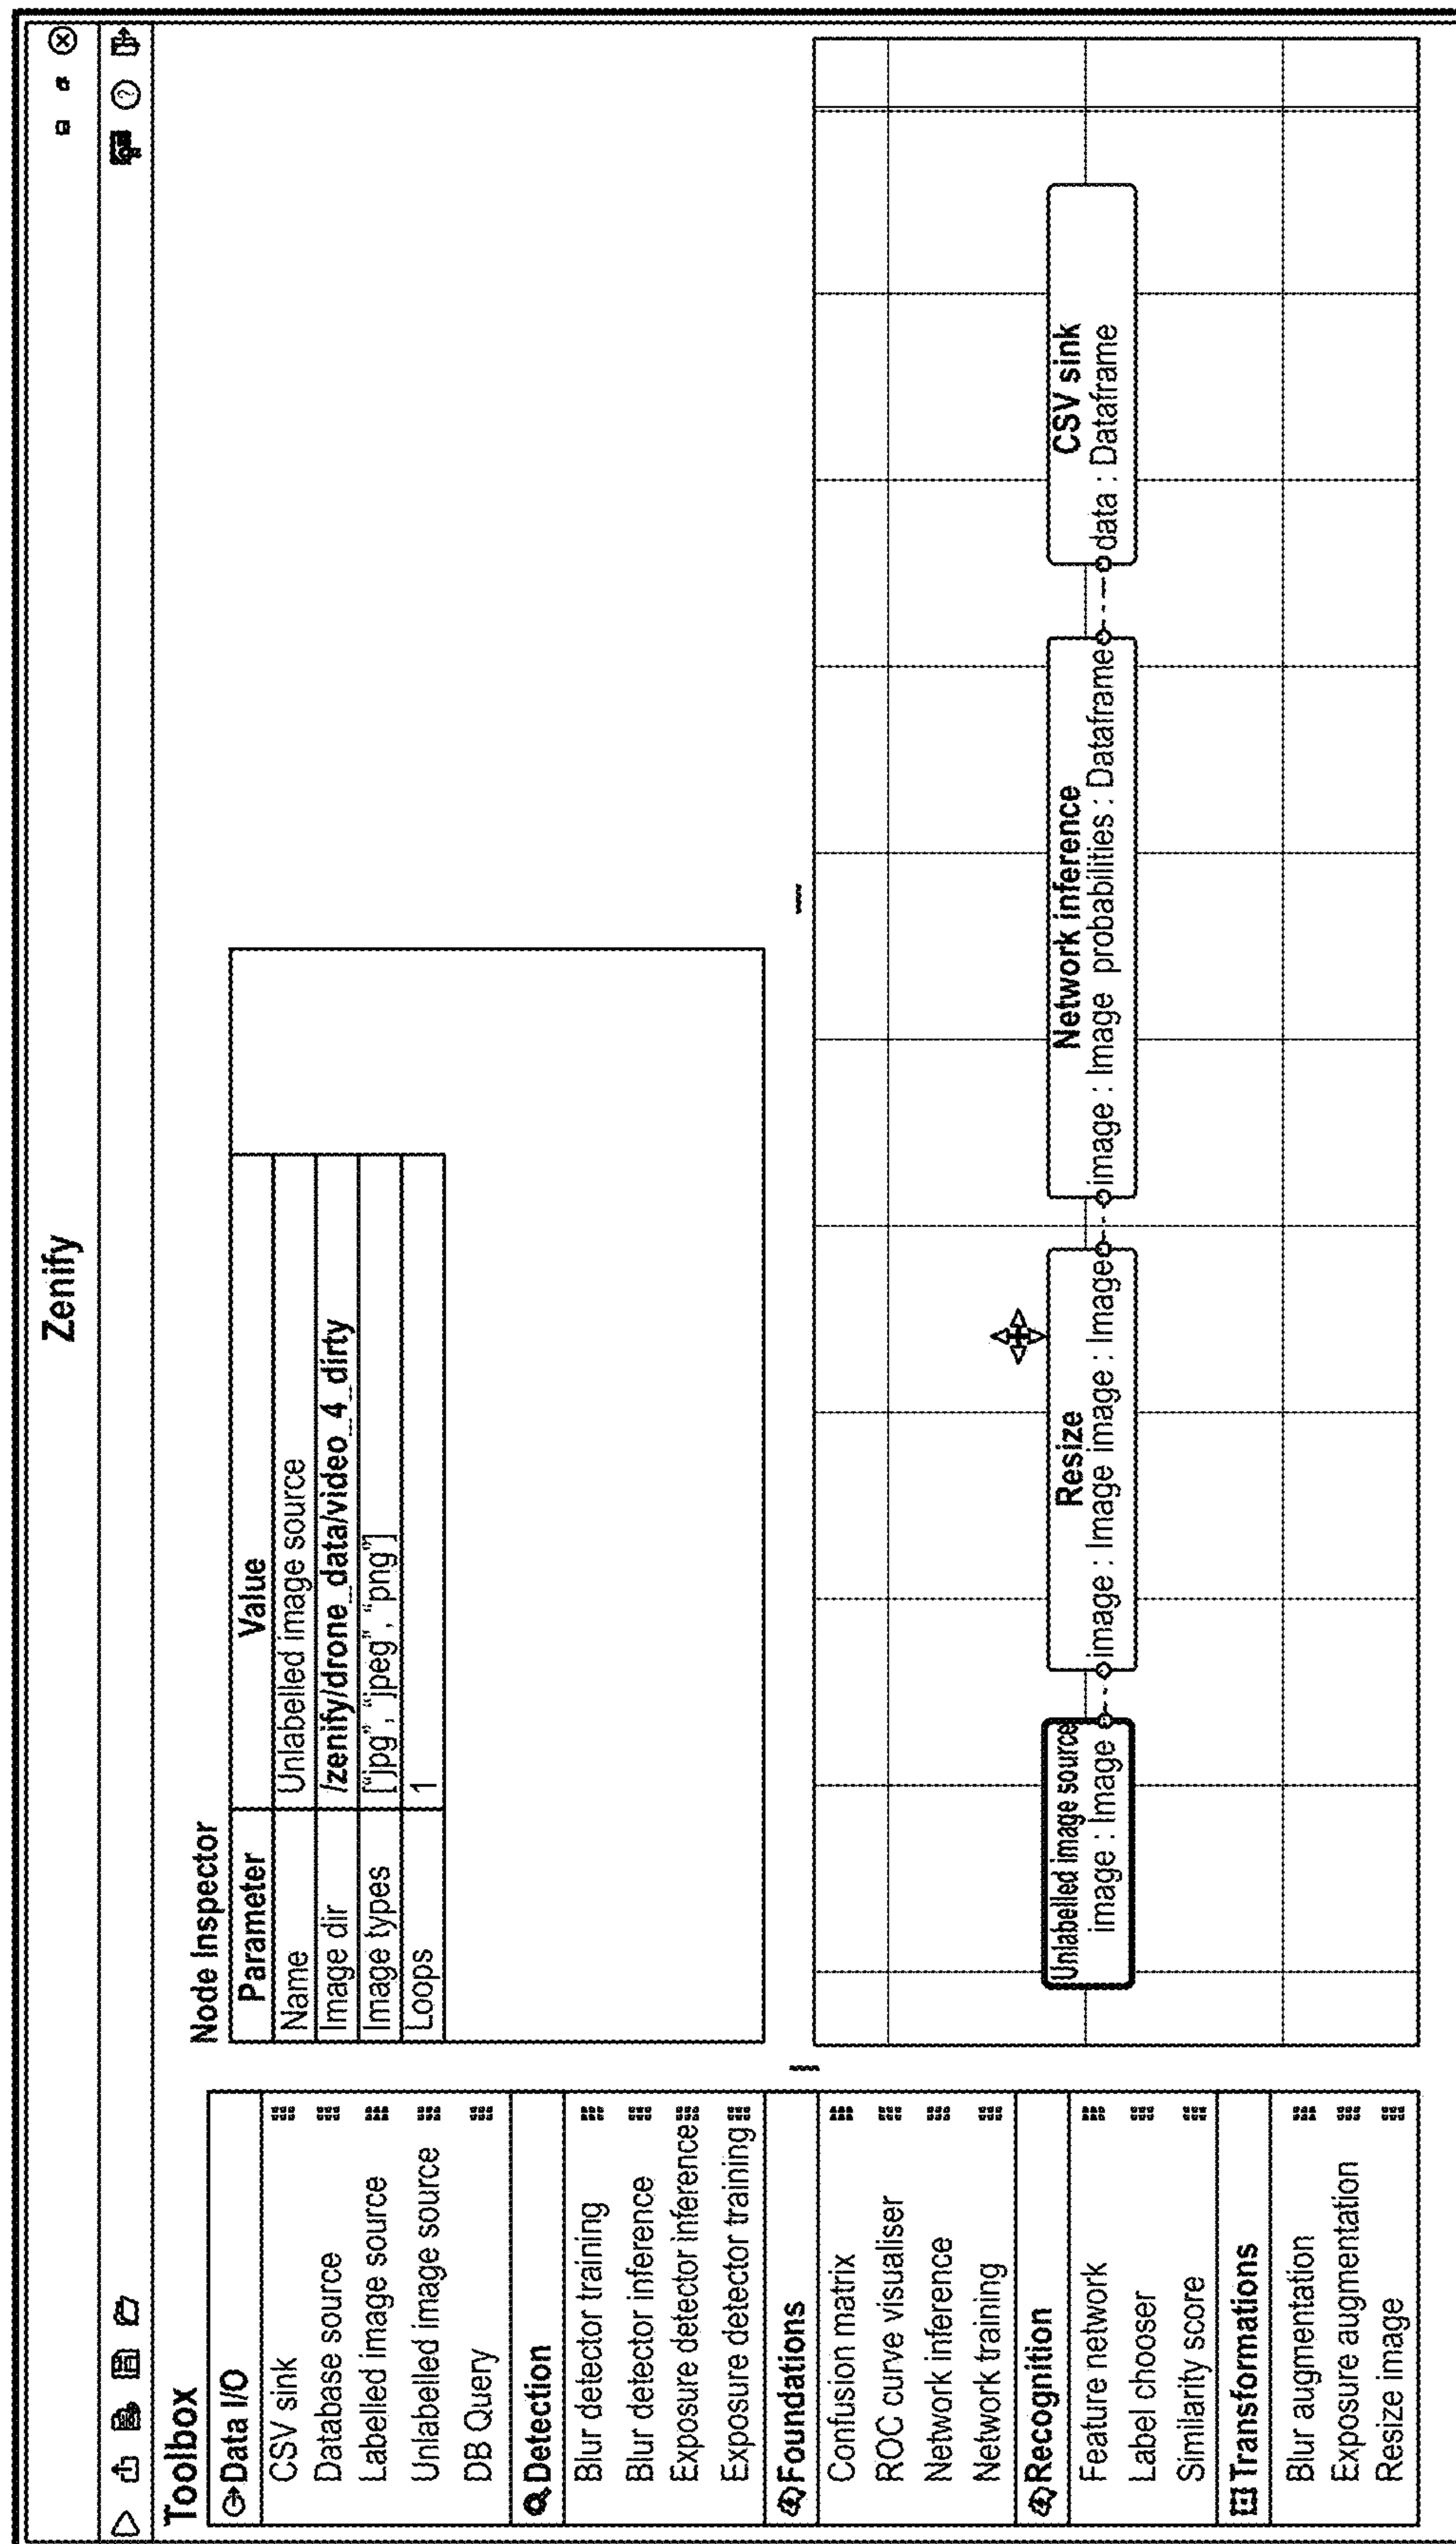 Zenify
Toolbox
Data I/O
CSV sink
Database source
Labelled image source
Unlabelled image source
DB Query
Detection
Blur detector training
Blur detector inference
Exposure detector inference
Exposure detector training
Foundations
Confusion matrix
ROC curve visualiser
Network inference
Network training
Recognition
Feature network
Label chooser
Similarity score
Transformations
Blur augmentation
Exposure augmentation
Resize image
Node Inspector
Parameter Value
Name Unlabelled image source
Image dir /zenify/drone_data/video_4_dirty
Image types ["jpg", "jpeg", "png"]
Loops 1
Unlabelled image source
image : Image
Resize
image : Image image : Image
Network inference
image : Image probabilities : Dataframe
CSV sink
data : Dataframe